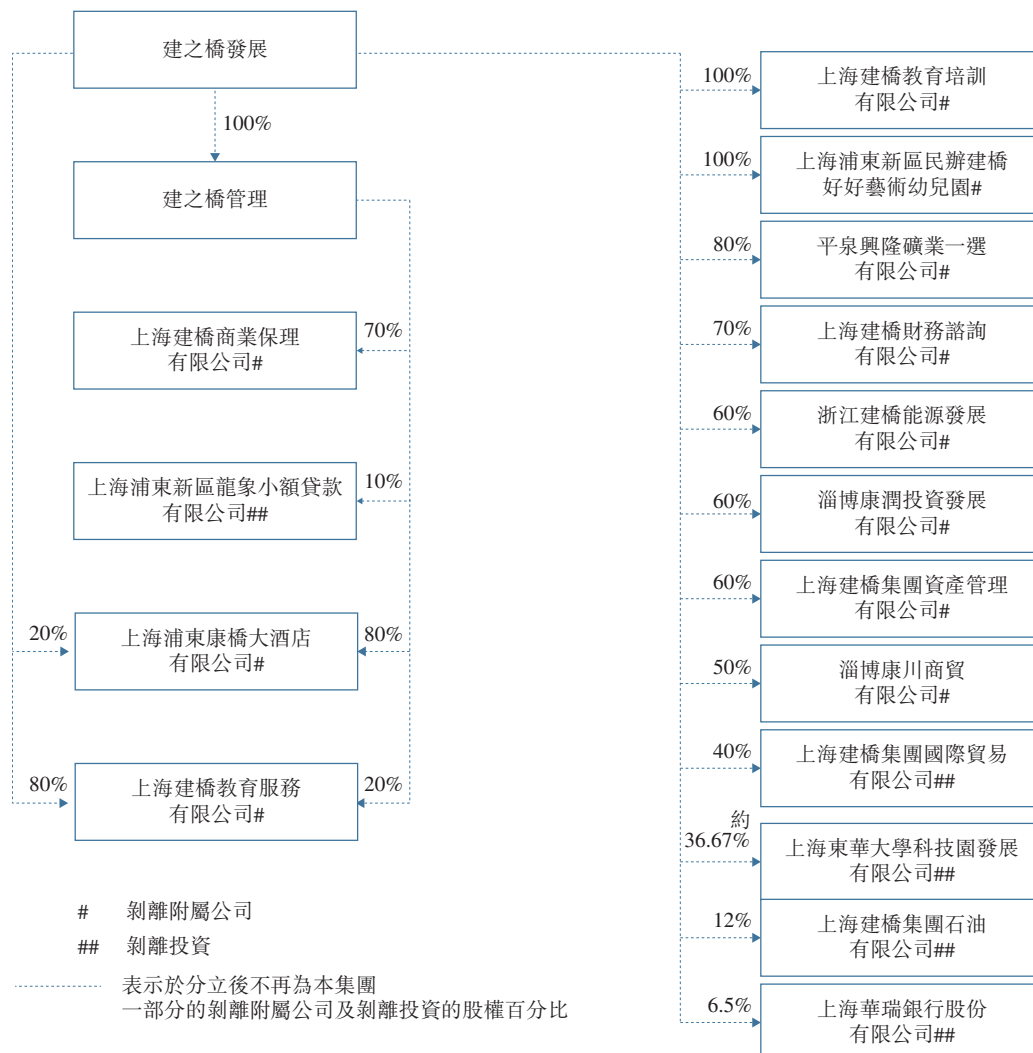 建之橋發展
100%
建之橋管理
上海建橋商業保理
有限公司#
70%
上海浦東新區龍象小額貸款
有限公司##
10%
20%
上海浦東康橋大酒店
有限公司#
80%
80%
上海建橋教育服務
有限公司#
20%
100%
上海建橋教育培訓
有限公司#
100%
上海浦東新區民辦建橋
好好藝術幼兒園#
80%
平泉興隆礦業一選
有限公司#
70%
上海建橋財務諮詢
有限公司#
60%
浙江建橋能源發展
有限公司#
60%
淄博康潤投資發展
有限公司#
60%
上海建橋集團資產管理
有限公司#
50%
淄博康川商貿
有限公司#
40%
上海建橋集團國際貿易
有限公司##
約
36.67%
上海東華大學科技園發展
有限公司##
12%
上海建橋集團石油
有限公司##
6.5%
上海華瑞銀行股份
有限公司##
# 剝離附屬公司
## 剝離投資
表示於分立後不再為本集團
一部分的剝離附屬公司及剝離投資的股權百分比